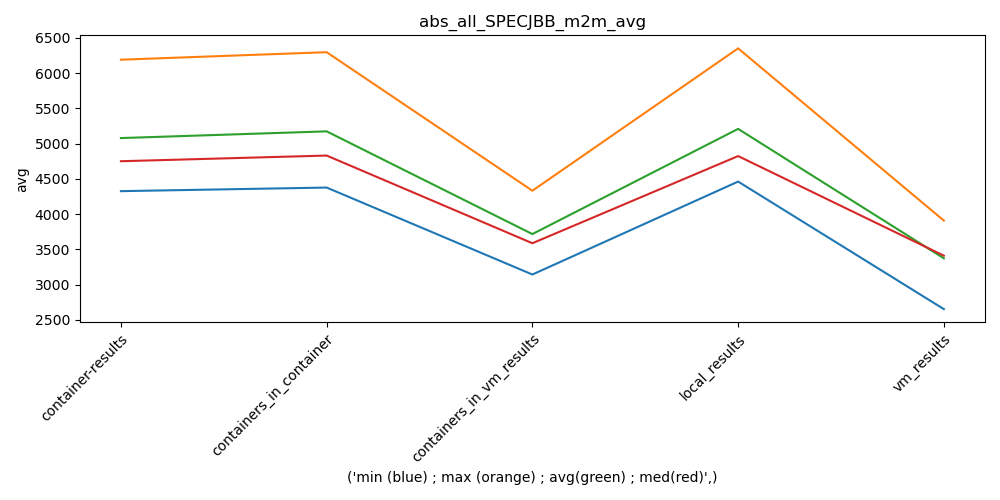 abs_all_SPECJBB_m2m_avg
6500
6000
5500
5000
4500
4000
3500
3000
2500
avg
container-results
containers_in_container
containers_in_vm_results
local_results
vm_results
('min (blue) ; max (orange) ; avg(green) ; med(red)',)